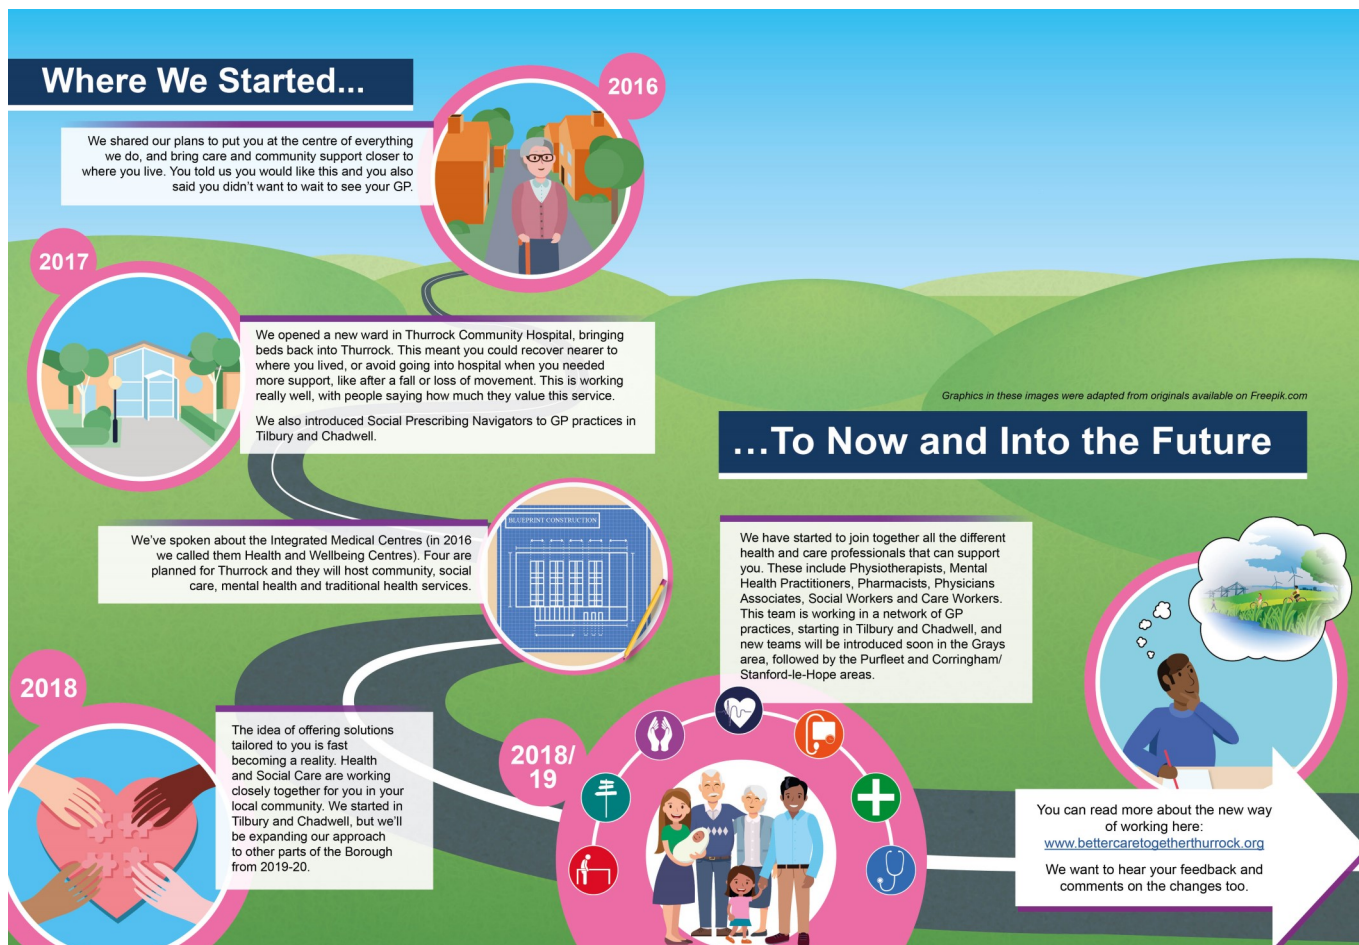 Where We Started...
2016
We shared our plans to put you at the centre of everything
we do, and bring care and community support closer to
where you live. You told us you would like this and you also
said you didn't want to wait to see your GP.
2017
We opened a new ward in Thurrock Community Hospital, bringing
beds back into Thurrock. This meant you could recover nearer to
where you lived, or avoid going into hospital when you needed
more support, like after a fall or loss of movement. This is working
really well, with people saying how much they value this service.
We also introduced Social Prescribing Navigators to GP practices in
Tilbury and Chadwell.
We've spoken about the Integrated Medical Centres (in 2016
we called them Health and Wellbeing Centres). Four are
planned for Thurrock and they will host community, social
care, mental health and traditional health services.
BLUEPRINT CONSTRUCTION
2018
The idea of offering solutions
tailored to you is fast
becoming a reality. Health
and Social Care are working
closely together for you in your
local community. We started in
Tilbury and Chadwell, but we'll
be expanding our approach
to other parts of the Borough
from 2019-20.
Graphics in these images were adapted from originals available on Freepik.com
...To Now and Into the Future
We have started to join together all the different
health and care professionals that can support
you. These include Physiotherapists, Mental
Health Practitioners, Pharmacists, Physicians
Associates, Social Workers and Care Workers.
This team is working in a network of GP
practices, starting in Tilbury and Chadwell, and
new teams will be introduced soon in the Grays
area, followed by the Purfleet and Corringham/
Stanford-le-Hope areas.
2018/
19
You can read more about the new way
of working here:
www.bettercaretogetherthurrock.org
We want to hear your feedback and
comments on the changes too.